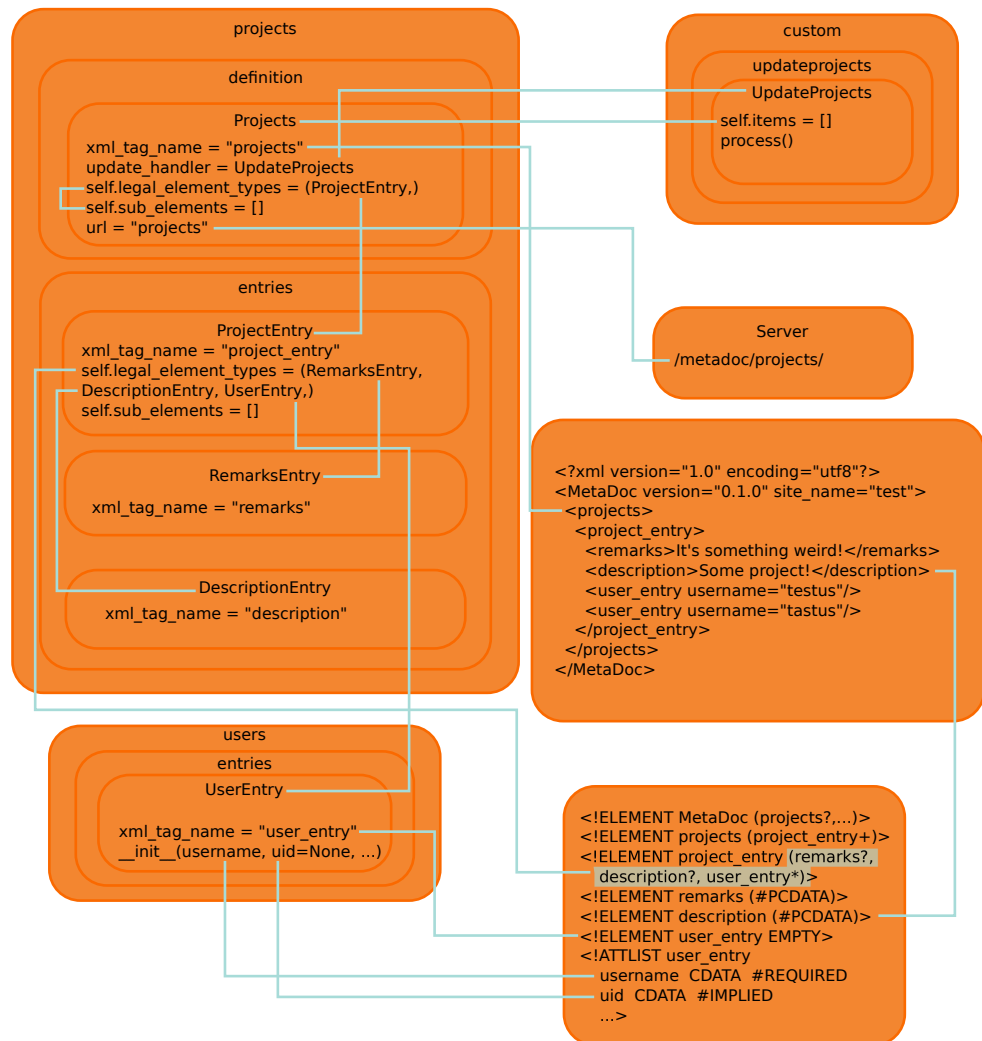 projects
definition
Projects
xml_tag_name = "projects"
update_handler = UpdateProjects
self.legal_element_types = (ProjectEntry,)
self.sub_elements = []
url = "projects"
entries
ProjectEntry
xml_tag_name = "project_entry"
self.legal_element_types = (RemarksEntry,
DescriptionEntry, UserEntry,)
self.sub_elements = []
RemarksEntry
xml_tag_name = "remarks"
DescriptionEntry
xml_tag_name = "description"
users
entries
UserEntry
xml_tag_name = "user_entry"
__init__(username, uid=None, ...)
custom
updateprojects
UpdateProjects
self.items = []
process()
Server
/metadoc/projects/
<?xml version="1.0" encoding="utf8"?>
<MetaDoc version="0.1.0" site_name="test">
<projects>
<project_entry>
<remarks>It's something weird!</remarks>
<description>Some project!</description>
<user_entry username="testus"/>
<user_entry username="tastus"/>
</project_entry>
</projects>
</MetaDoc>
<!ELEMENT MetaDoc (projects?,...)>
<!ELEMENT projects (project_entry+)>
<!ELEMENT project_entry (remarks?,
description?, user_entry*)>
<!ELEMENT remarks (#PCDATA)>
<!ELEMENT description (#PCDATA)>
<!ELEMENT user_entry EMPTY>
<!ATTLIST user_entry
username CDATA #REQUIRED
uid CDATA #IMPLIED
...>